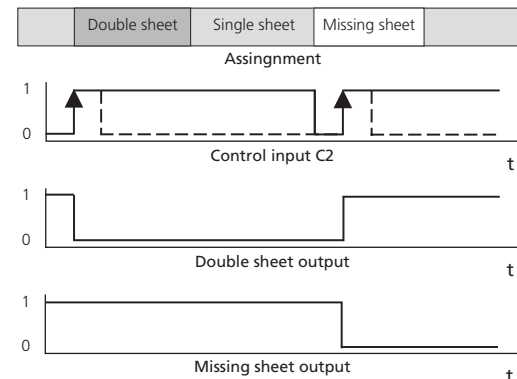 Double sheet Single sheet Missing sheet
Assingnment
1
0
Control input C2
t
1
0
Double sheet output
t
1
0
Missing sheet output
t